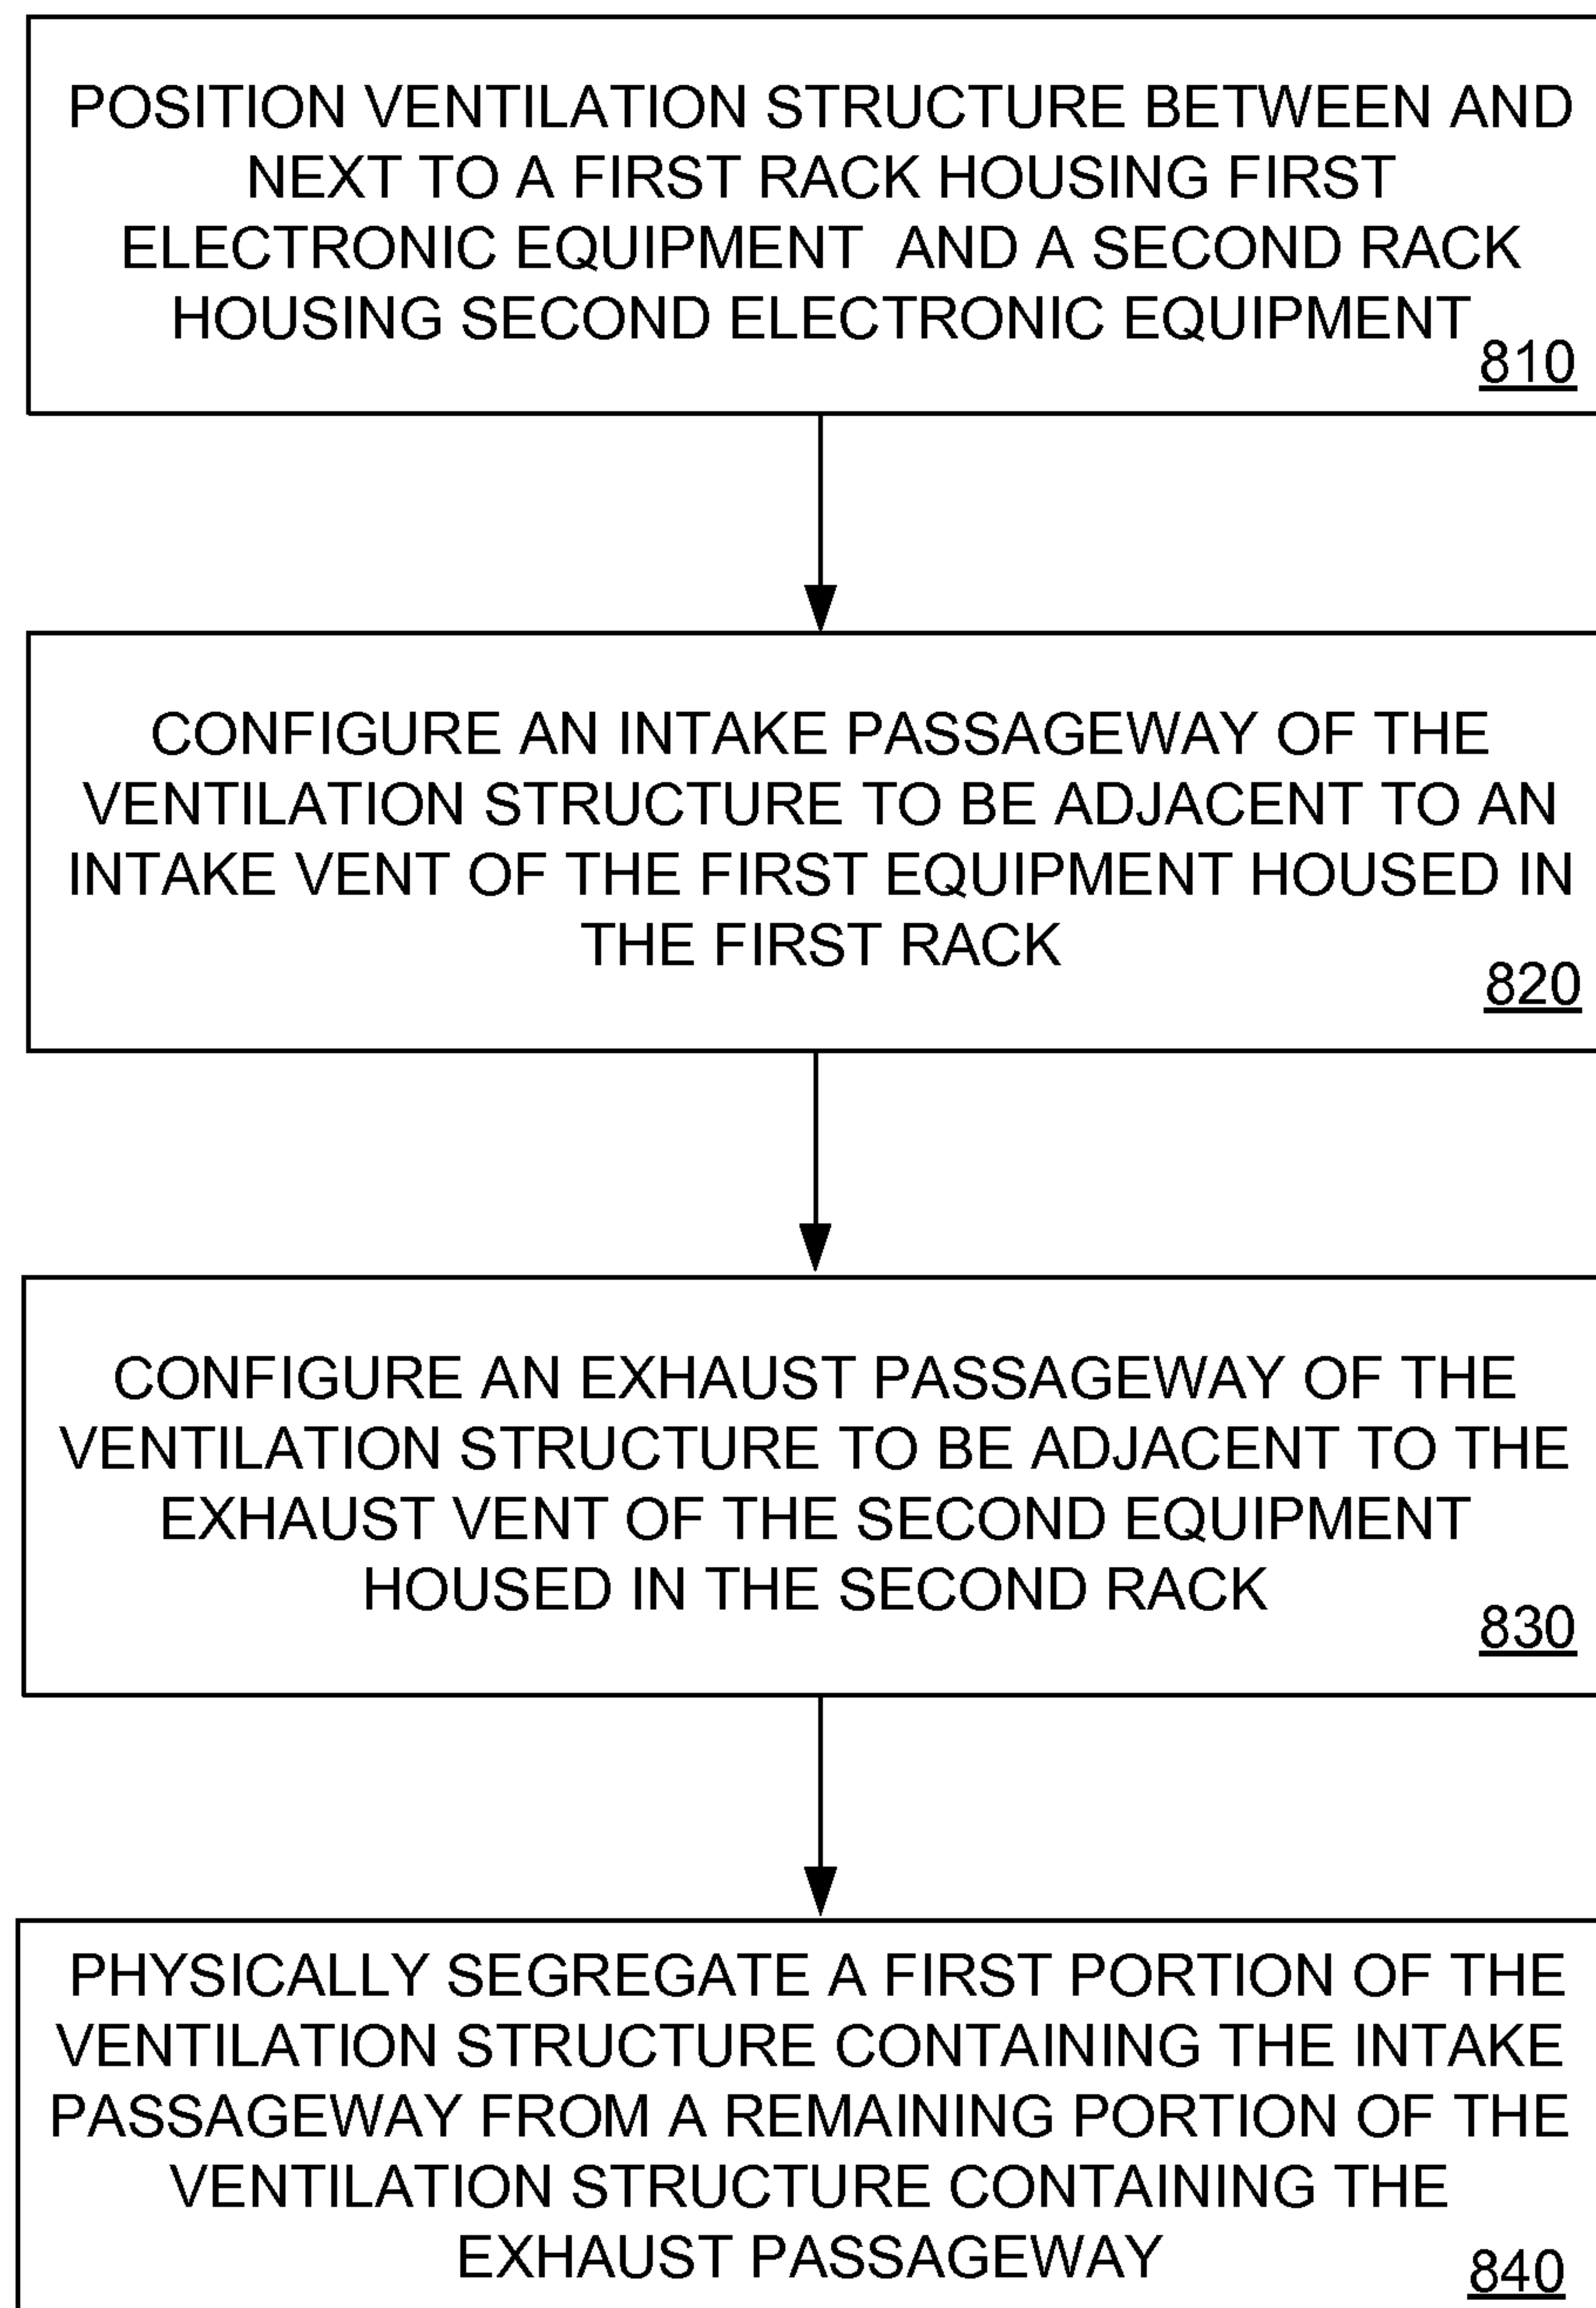 POSITION VENTILATION STRUCTURE BETWEEN AND
NEXT TO A FIRST RACK HOUSING FIRST
ELECTRONIC EQUIPMENT AND A SECOND RACK
HOUSING SECOND ELECTRONIC EQUIPMENT
810
CONFIGURE AN INTAKE PASSAGEWAY OF THE
VENTILATION STRUCTURE TO BE ADJACENT TO AN
INTAKE VENT OF THE FIRST EQUIPMENT HOUSED IN
THE FIRST RACK
820
CONFIGURE AN EXHAUST PASSAGEWAY OF THE
VENTILATION STRUCTURE TO BE ADJACENT TO THE
EXHAUST VENT OF THE SECOND EQUIPMENT
HOUSED IN THE SECOND RACK
830
PHYSICALLY SEGREGATE A FIRST PORTION OF THE
VENTILATION STRUCTURE CONTAINING THE INTAKE
PASSAGEWAY FROM A REMAINING PORTION OF THE
VENTILATION STRUCTURE CONTAINING THE
EXHAUST PASSAGEWAY
840